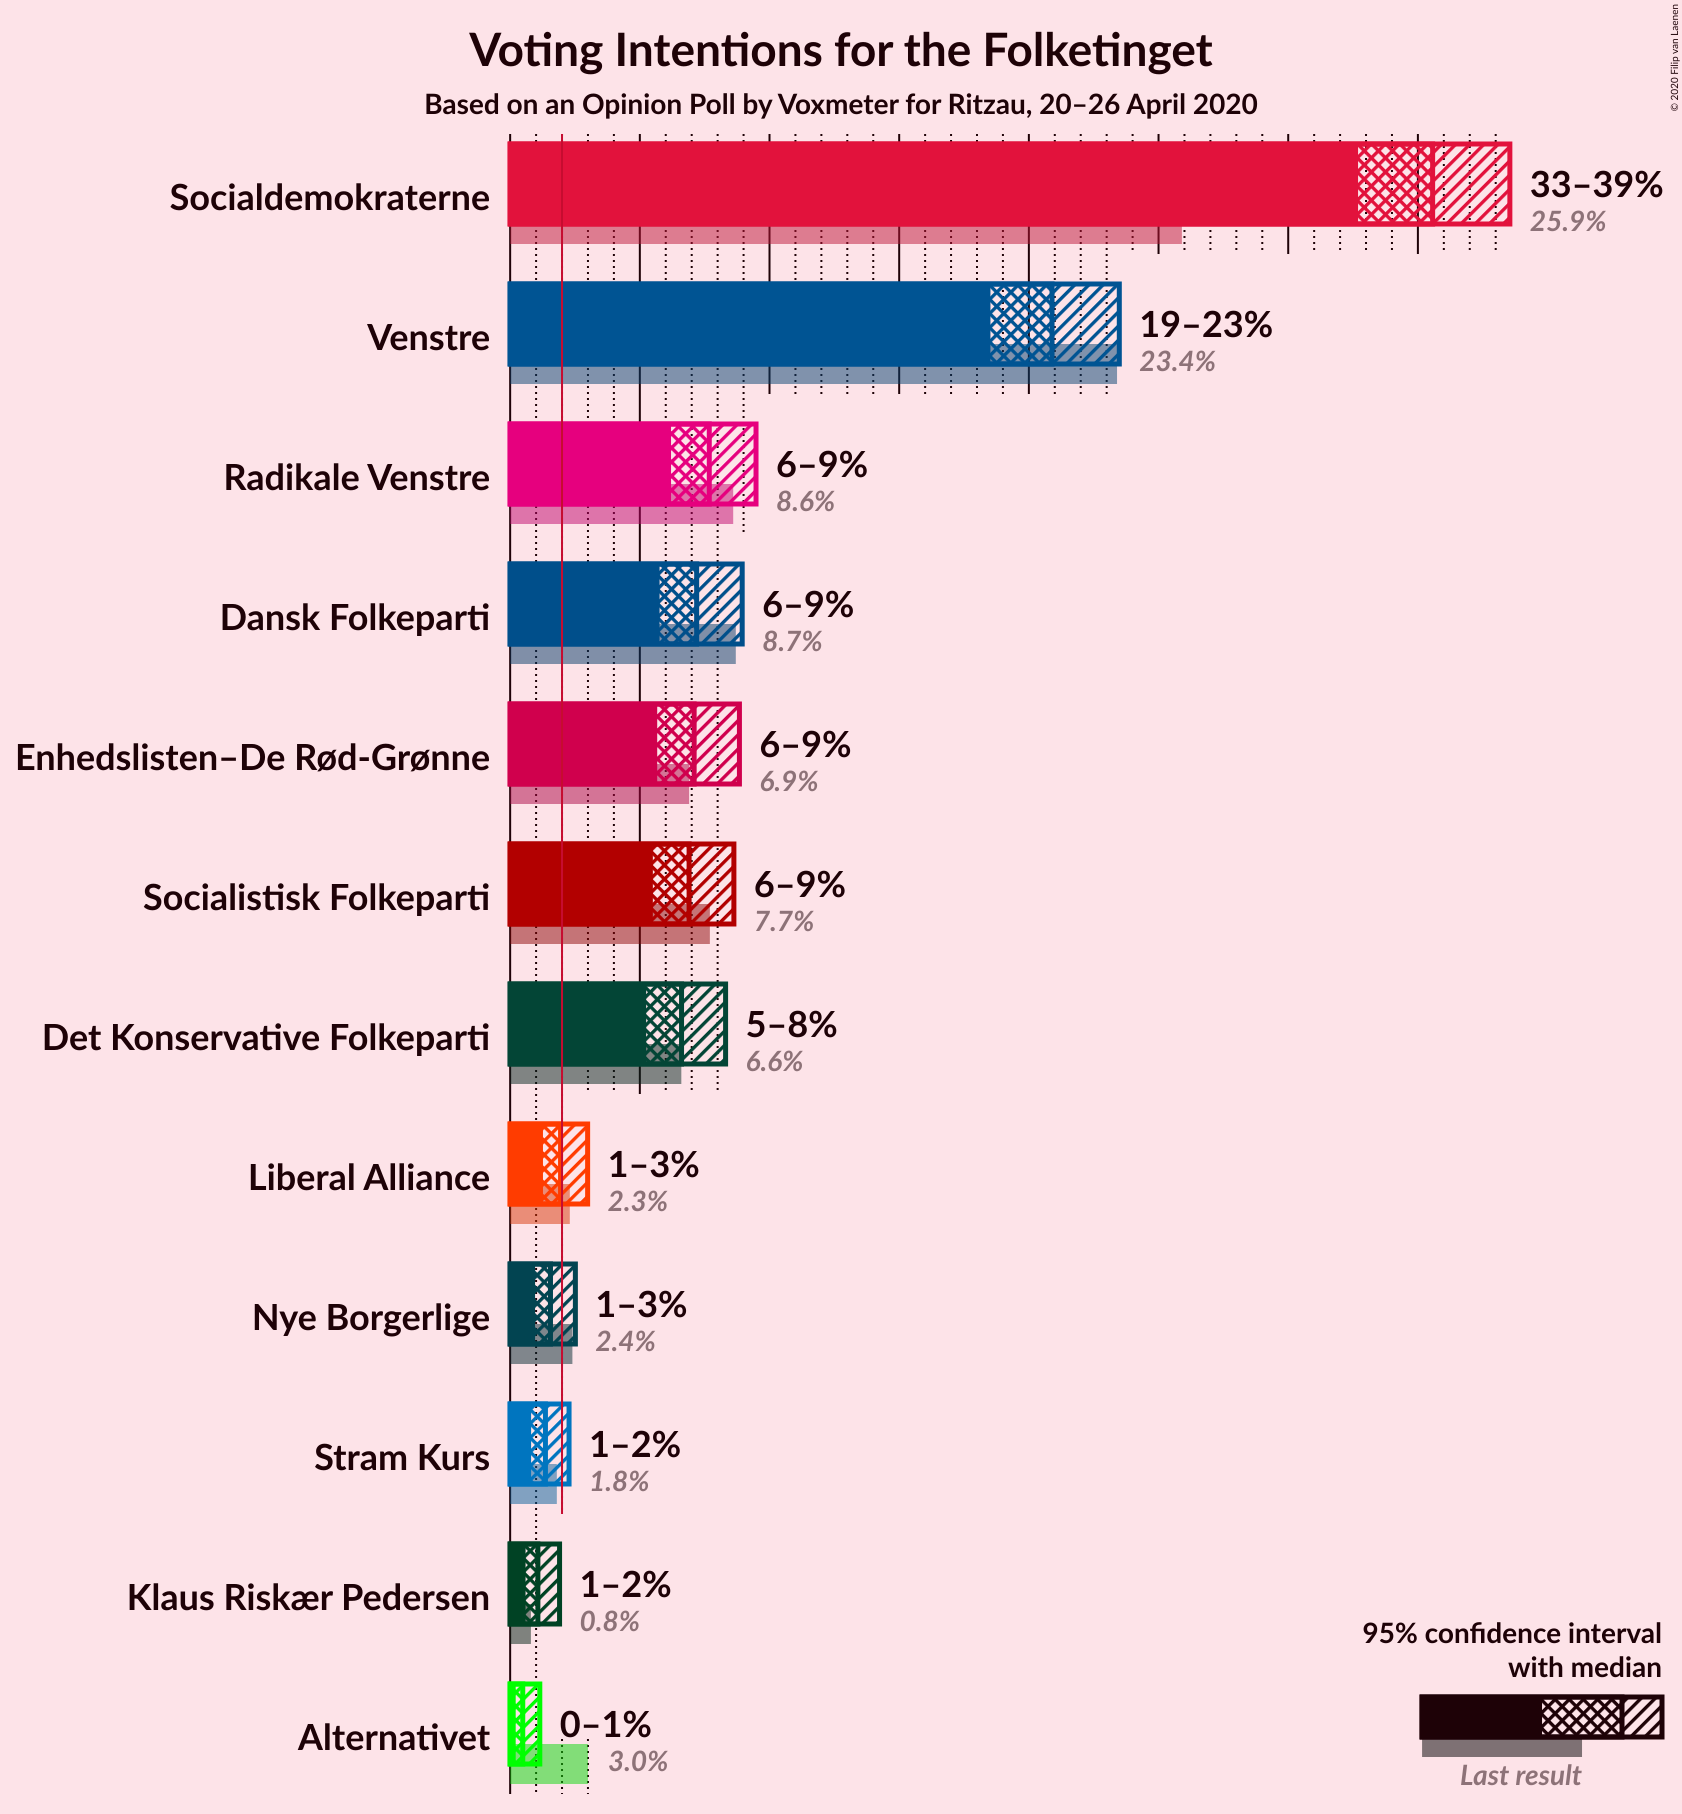 Voting Intentions for the Folketinget
Based on an Opinion Poll by Voxmeter for Ritzau, 20–26 April 2020
© 2020 Filip van Laenen
Socialdemokraterne
33–39%
25.9%
Venstre
19–23%
23.4%
Radikale Venstre
6–9%
8.6%
Dansk Folkeparti
6–9%
8.7%
Enhedslisten–De Rød-Grønne
6–9%
6.9%
Socialistisk Folkeparti
6–9%
7.7%
Det Konservative Folkeparti
5–8%
6.6%
Liberal Alliance
1–3%
2.3%
Nye Borgerlige
1–3%
2.4%
Stram Kurs
1–2%
1.8%
Klaus Riskær Pedersen
1–2%
0.8%
Alternativet
0–1%
3.0%
95% confidence interval
with median
Last result